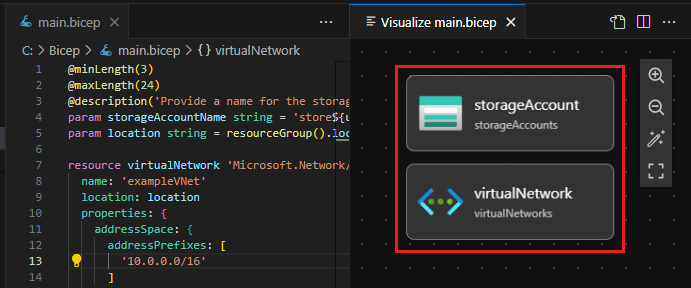 main.bicep
C: > Bicep > main.bicep > {} virtualNetwork
1 @minLength(3)
2 @maxLength(24)
3 @description('Provide a name for the storag
4 param storageAccountName string = 'store${u
5 param location string = resourceGroup().loc
6
7 resource virtualNetwork 'Microsoft.Network/
8 name: 'exampleVNet'
9 location: location
10 properties: {
11 addressSpace: {
12 addressPrefixes: [
13 '10.0.0.0/16'
14 ]
Visualize main.bicep
storageAccount
storageAccounts
virtualNetwork
virtualNetworks